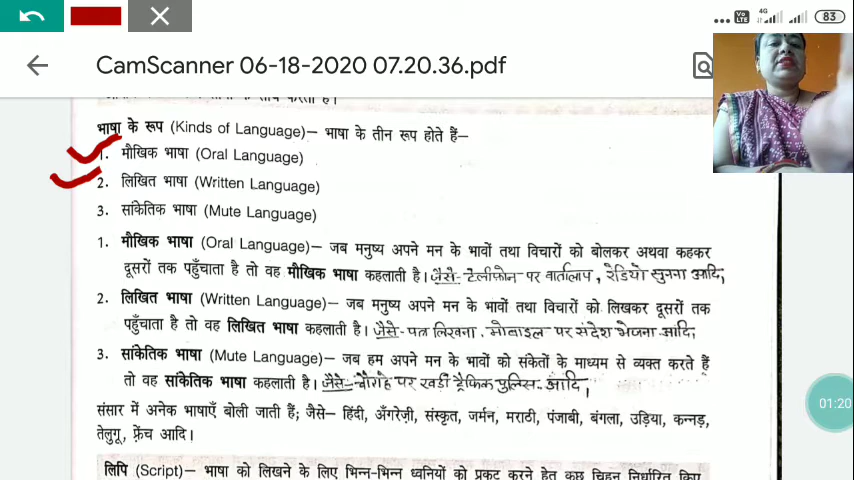 4G
83
CamScanner 06-18-2020 07.20.36.pdf
भाषा के रूप (Kinds of Language)– भाषा के तीन रूप होते हैं–
1. मौखिक भाषा (Oral Language)
2. लिखित भाषा (Written Language)
3. सांकेतिक भाषा (Mute Language)
1. मौखिक भाषा (Oral Language)– जब मनुष्य अपने मन के भावों तथा विचारों को बोलकर अथवा कहकर
दूसरों तक पहुँचाता है तो वह मौखिक भाषा कहलाती है। जैसे- टेलीफोन पर वार्तालाप, रेडियो सुनना आदि,
2. लिखित भाषा (Written Language)– जब मनुष्य अपने मन के भावों तथा विचारों को लिखकर दूसरों तक
पहुँचाता है तो वह लिखित भाषा कहलाती है। जैसे- पत्र लिखना, मोबाइल पर संदेश भेजना आदि,
3. सांकेतिक भाषा (Mute Language)– जब हम अपने मन के भावों को संकेतों के माध्यम से व्यक्त करते हैं
तो वह सांकेतिक भाषा कहलाती है। जैसे- चौराहे पर खड़ी ट्रैफिक पुलिस आदि,
01:20
संसार में अनेक भाषाएँ बोली जाती हैं; जैसे– हिंदी, अँगरेज़ी, संस्कृत, जर्मन, मराठी, पंजाबी, बंगला, उड़िया, कन्नड़,
तेलुगू, फ़्रेंच आदि।
लिपि (Script)– भाषा को लिखने के लिए भिन्न-भिन्न ध्वनियों को प्रकट करने हेतु कुछ चिह्न निर्धारित किए